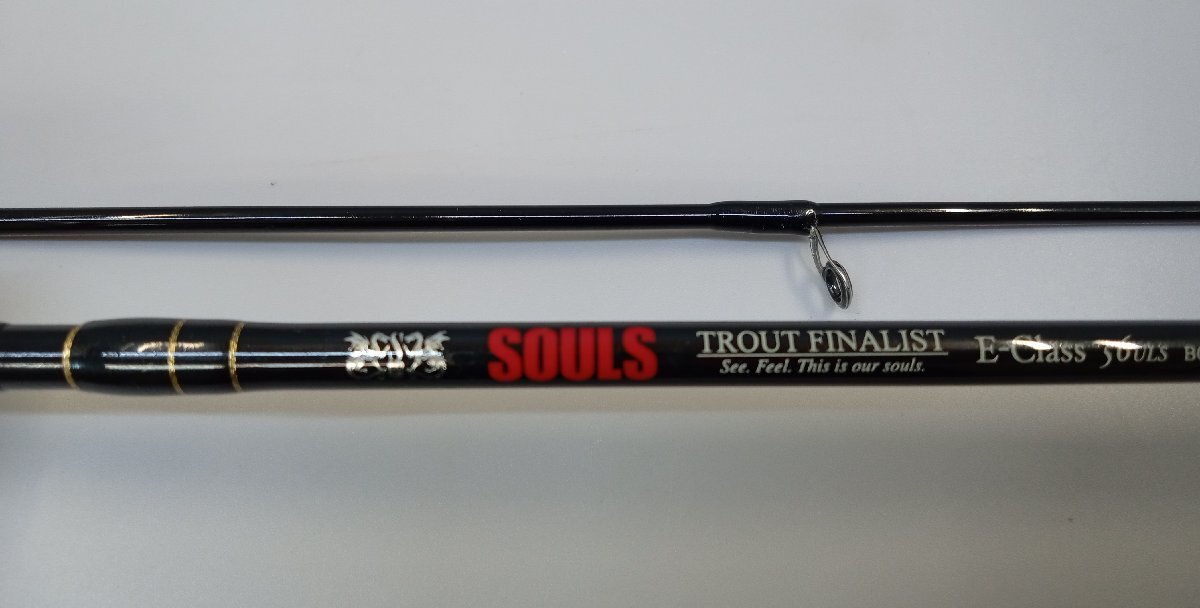 SOULS
TROUT FINALIST
See. Feel. This is our souls.
E-Class 56ULS